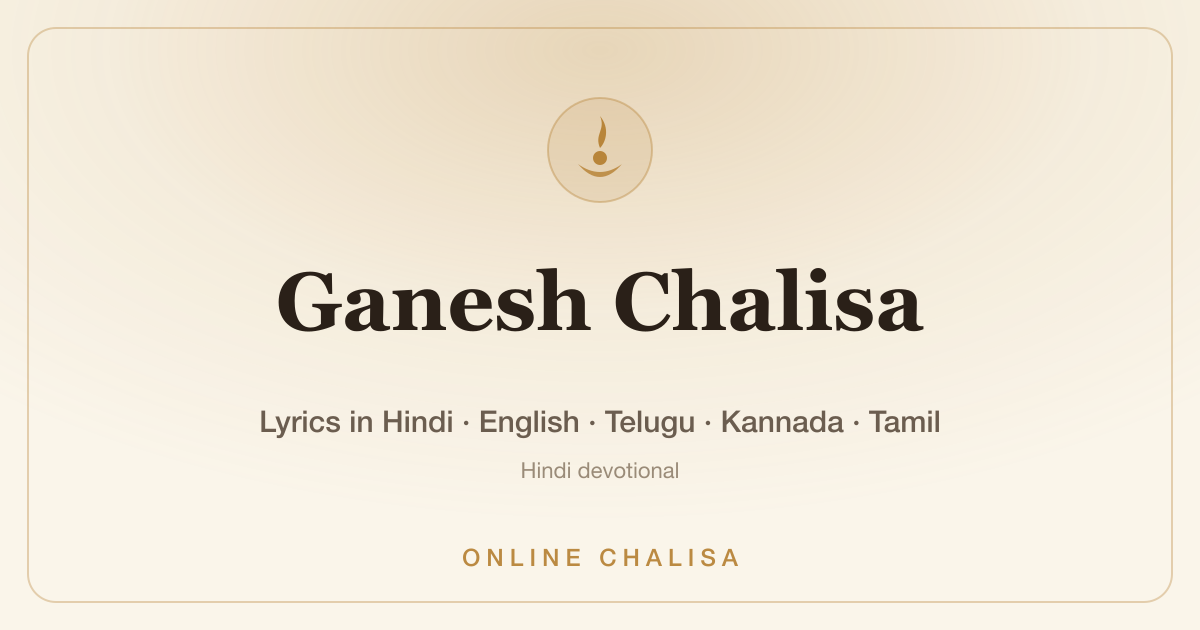 Ganesh Chalisa
Lyrics in Hindi · English · Telugu · Kannada · Tamil
Hindi devotional
ONLINE CHALISA